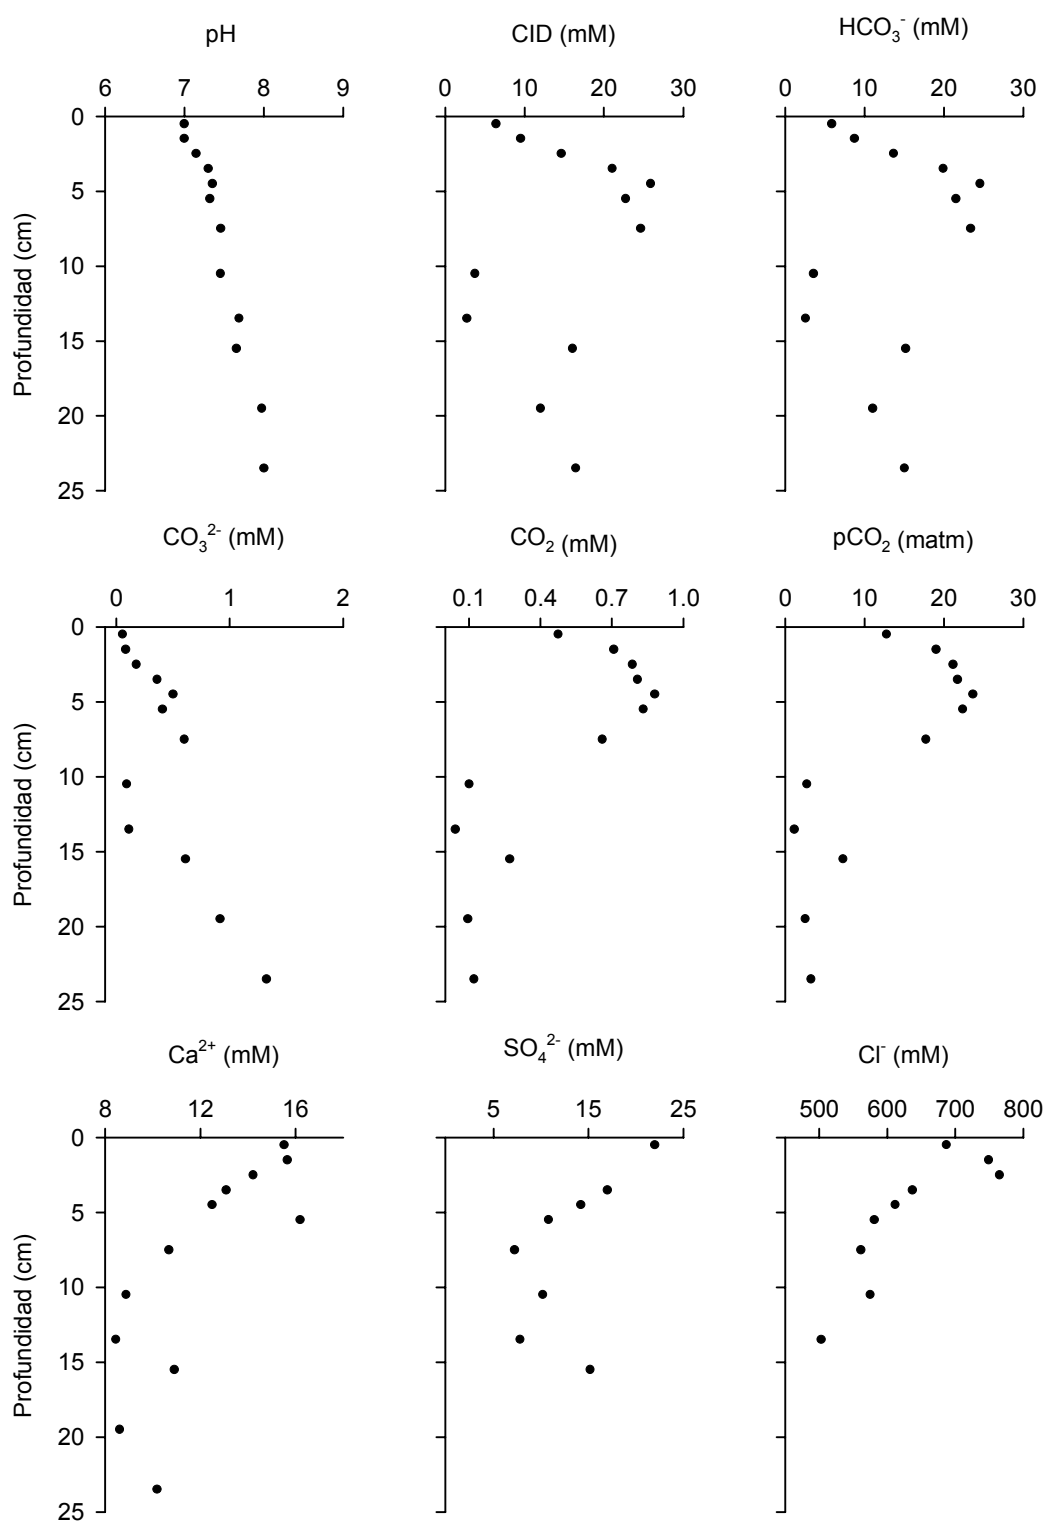 pH
CID (mM)
HCO₃⁻ (mM)
6 7 8 9
0 10 20 30
0 10 20 30
0
5
10
15
20
25
Profundidad (cm)
CO₃²⁻ (mM)
CO₂ (mM)
pCO₂ (matm)
0 1 2
0.1 0.4 0.7 1.0
0 10 20 30
0
5
10
15
20
25
Profundidad (cm)
Ca²⁺ (mM)
SO₄²⁻ (mM)
Cl⁻ (mM)
8 12 16
5 15 25
500 600 700 800
0
5
10
15
20
25
Profundidad (cm)